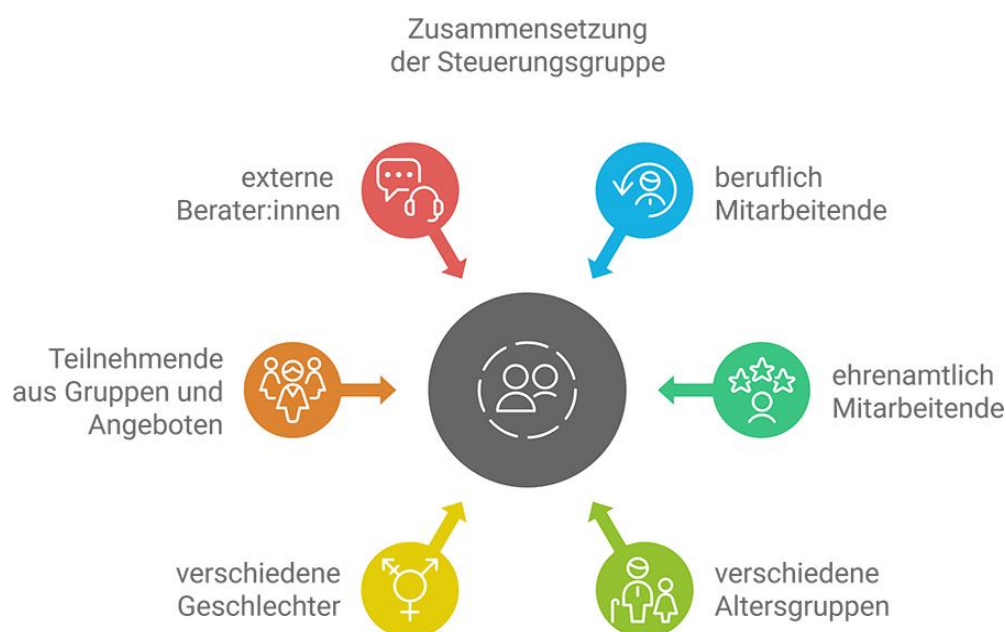 Zusammensetzung
der Steuerungsgruppe
externe
Berater:innen
beruflich
Mitarbeitende
Teilnehmende
aus Gruppen und
Angeboten
ehrenamtlich
Mitarbeitende
verschiedene
Geschlechter
verschiedene
Altersgruppen